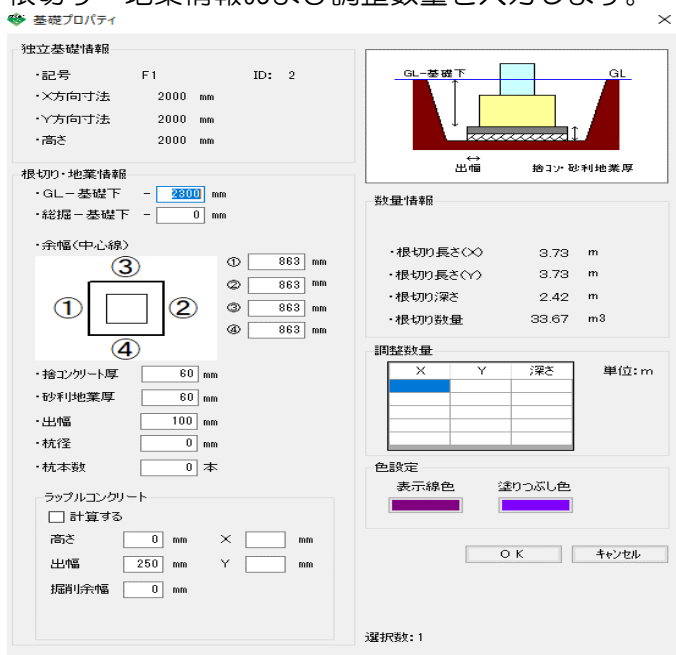 根切り・地業情報および調整数量を入力します。
基礎プロパティ
独立基礎情報
・記号 F1 ID: 2
・X方向寸法 2000 mm
・Y方向寸法 2000 mm
・高さ 2000 mm
根切り・地業情報
・GL－基礎下 － 2300 mm
・総掘－基礎下 － 0 mm
・余幅(中心線)
③
① ②
④
① 863 mm
② 863 mm
③ 863 mm
④ 863 mm
・捨コンクリート厚 60 mm
・砂利地業厚 60 mm
・出幅 100 mm
・杭径 0 mm
・杭本数 0 本
ラップルコンクリート
計算する
高さ 0 mm X mm
出幅 250 mm Y mm
掘削余幅 0 mm
GL－基礎下 GL
出幅 捨コン・砂利地業厚
数量情報
・根切り長さ(X) 3.73 m
・根切り長さ(Y) 3.73 m
・根切り深さ 2.42 m
・根切り数量 33.67 m3
調整数量
X Y 深さ 単位:m
色設定
表示線色 塗りつぶし色
OK キャンセル
選択数:1